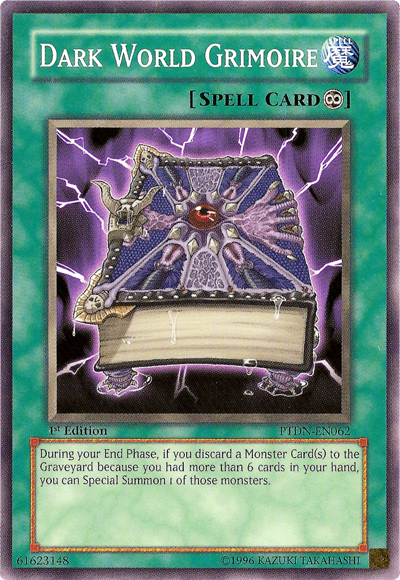 DARK WORLD GRIMOIRE
SPELL
魔
[SPELL CARD]
1st Edition
PTDN-EN062
During your End Phase, if you discard a Monster Card(s) to the
Graveyard because you had more than 6 cards in your hand,
you can Special Summon 1 of those monsters.
61623148
©1996 KAZUKI TAKAHASHI